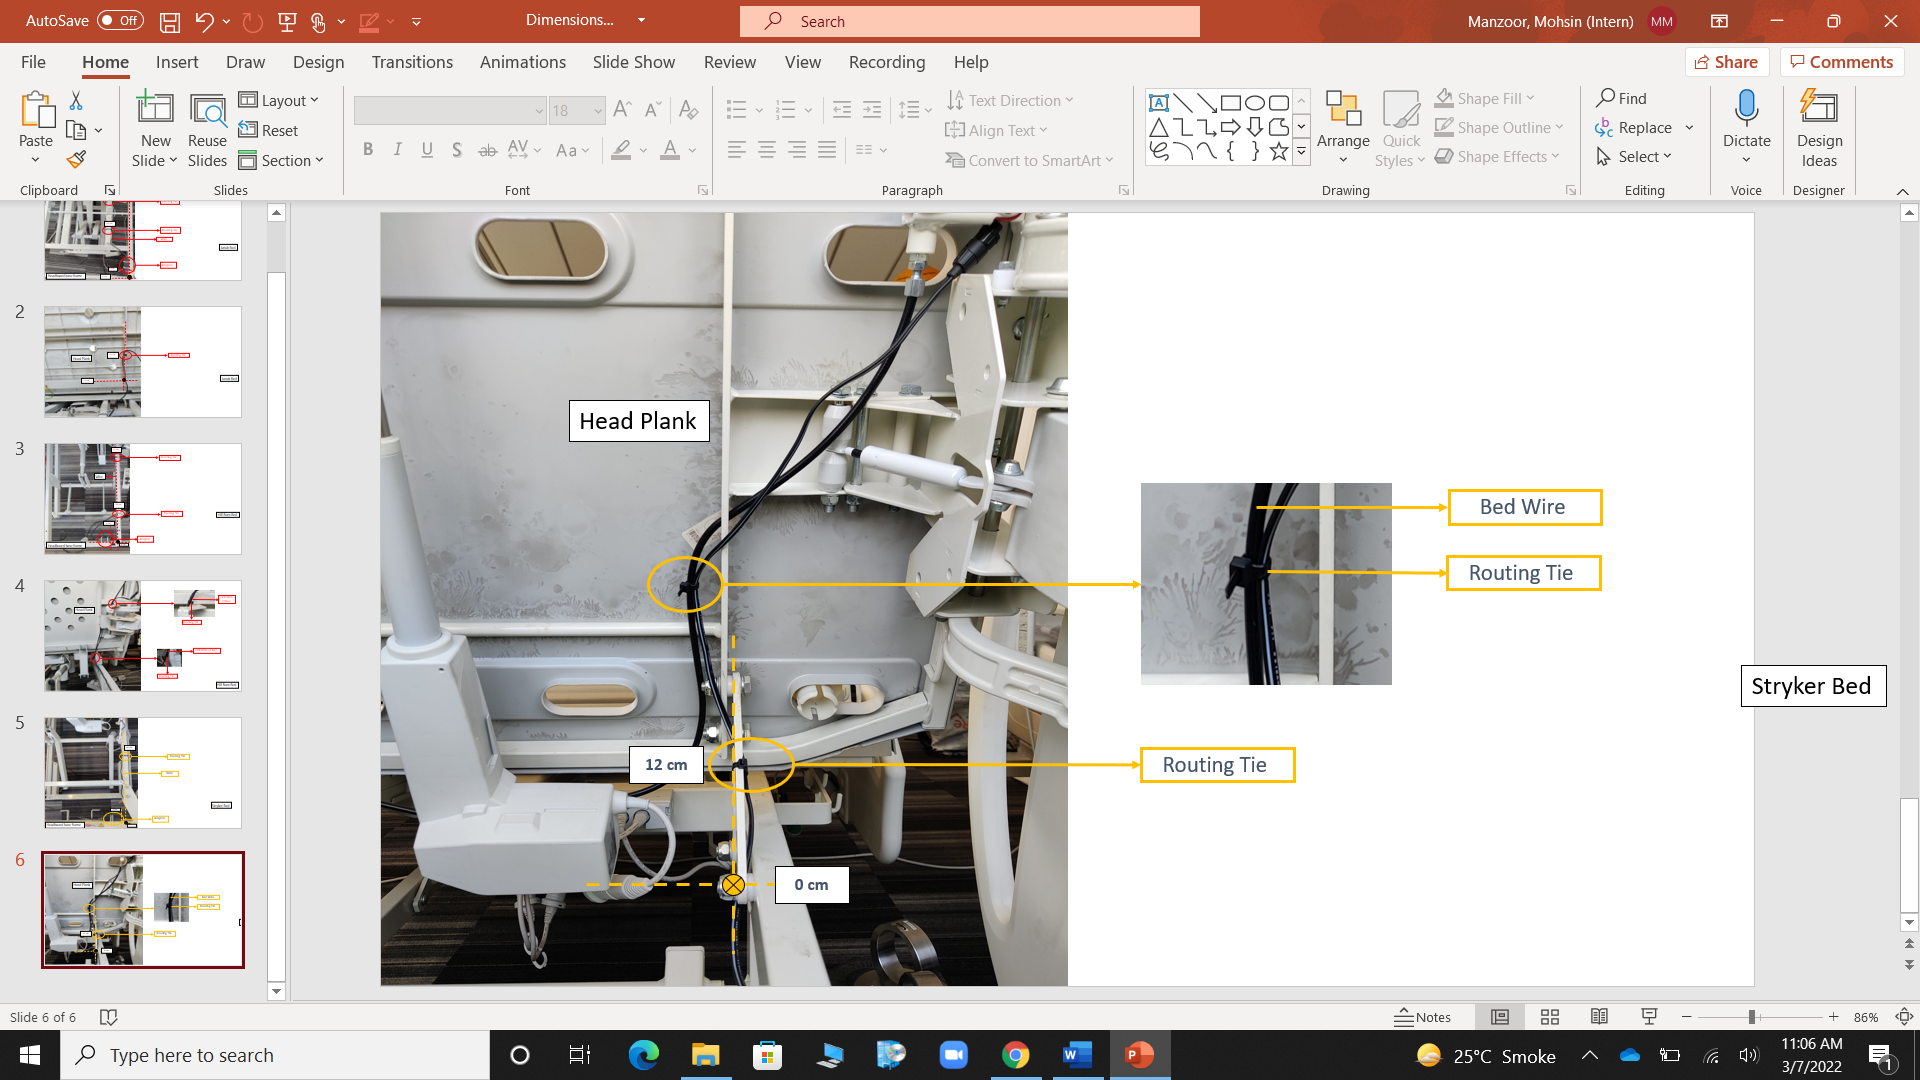 AutoSave Off Dimensions... Search Manzoor, Mohsin (Intern) MM
File Home Insert Draw Design Transitions Animations Slide Show Review View Recording Help Share Comments
Paste
New Slide
Reuse Slides
Layout
Reset
Section
18
B I U S ab AV Aa A
Text Direction
Align Text
Convert to SmartArt
Arrange
Quick Styles
Shape Fill
Shape Outline
Shape Effects
Find
Replace
Select
Dictate
Design Ideas
Clipboard Slides Font Paragraph Drawing Editing Voice Designer
2
3
4
5
6
Head Plank
Bed Wire
Routing Tie
Stryker Bed
12 cm
Routing Tie
0 cm
Slide 6 of 6 Notes 86%
Type here to search
25°C Smoke
11:06 AM
3/7/2022
1